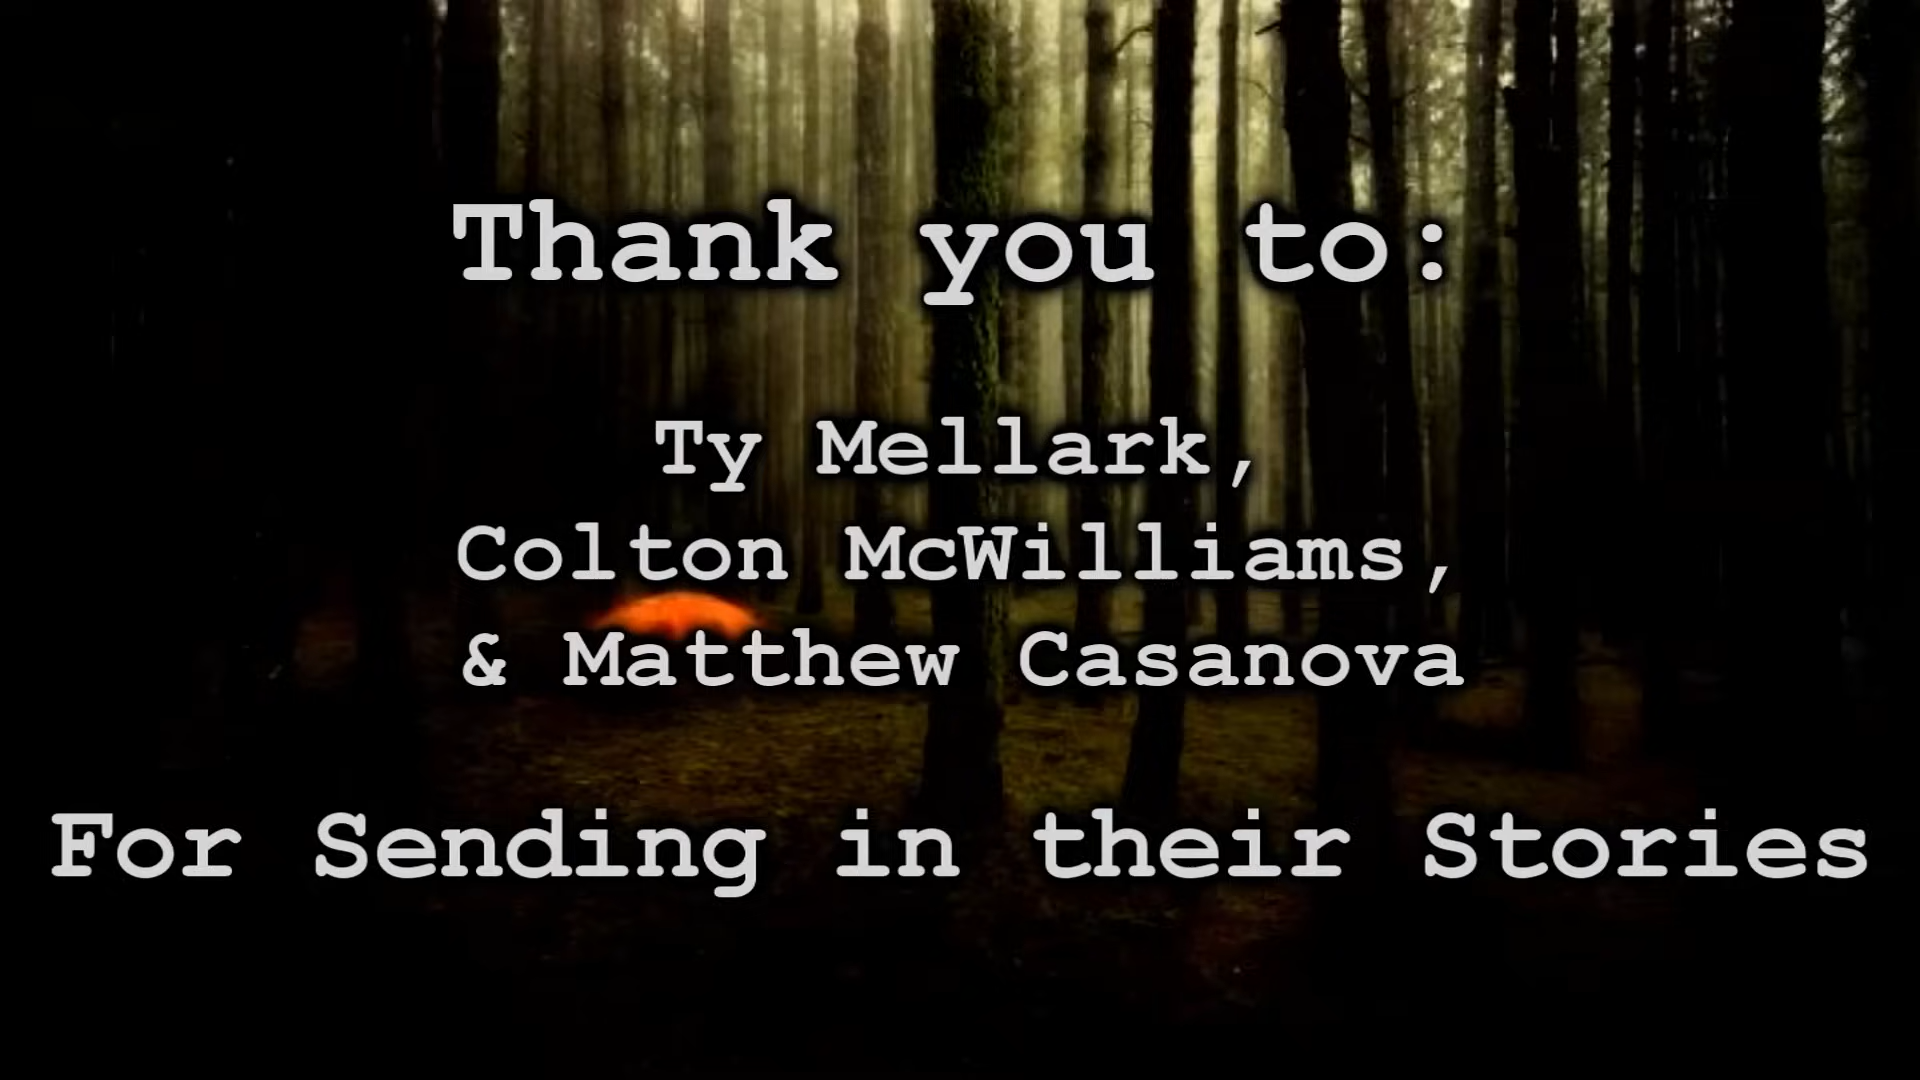 Thank you to:
Ty Mellark,
Colton McWilliams,
& Matthew Casanova
For Sending in their Stories